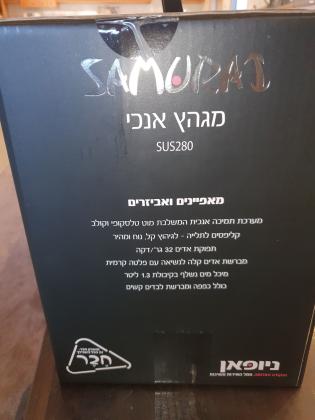 SAMURAI
מגהץ אנכי
SUS280
מאפיינים ואביזרים
מערכת תמיכה אנכית המשלבת מוט טלסקופי וקולב
קליפסים לתלייה - לגיהוץ קל, נוח ומהיר
תפוקת אדים 32 גר'/דקה
מברשת אדים קלה לנשיאה עם פלטה קרמית
מיכל מים נשלף בקיבולת 1.3 ליטר
כולל כפפה ומברשת לבדים קשים
ניופאן